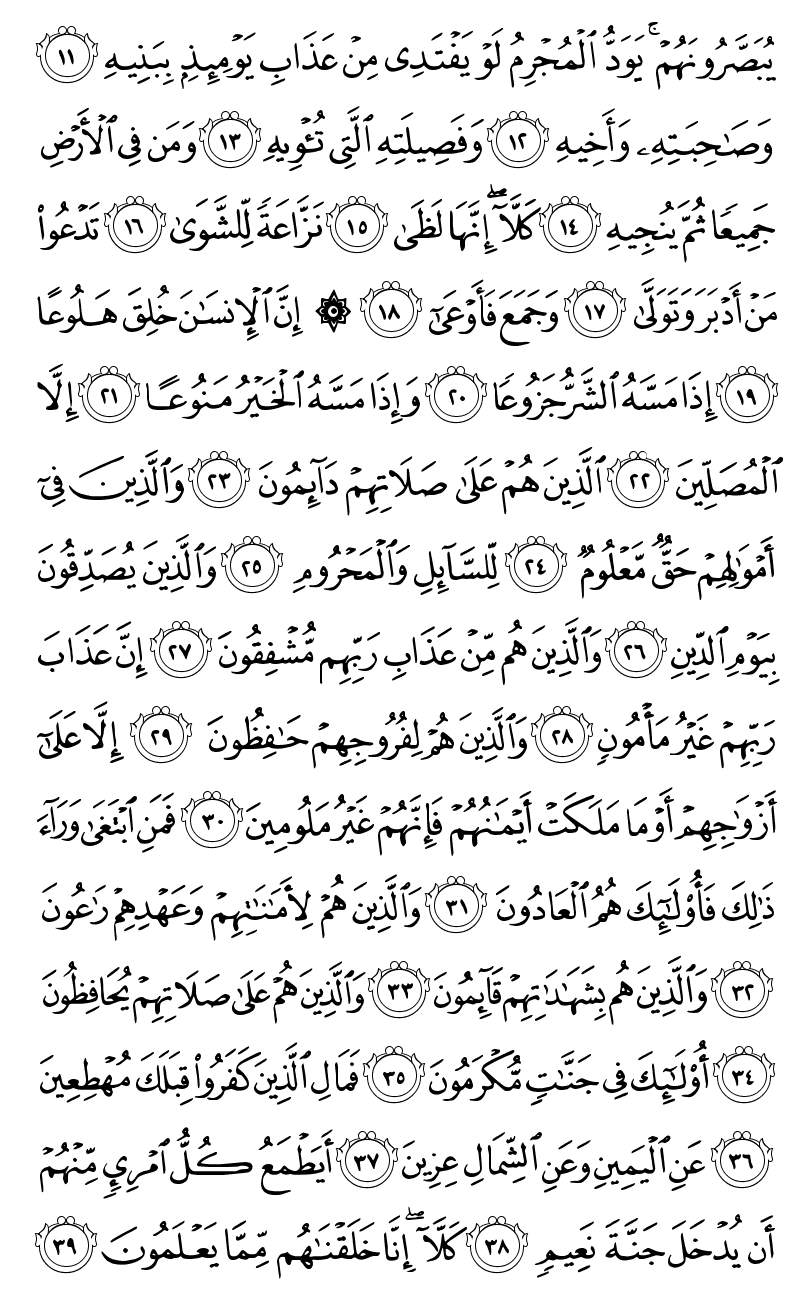 يُبَصَّرُونَهُمۡۚ يَوَدُّ ٱلۡمُجۡرِمُ لَوۡ يَفۡتَدِى مِنۡ عَذَابِ يَوۡمِئِذِۭ بِبَنِيهِ ١١
وَصَٰحِبَتِهِۦ وَأَخِيهِ ١٢ وَفَصِيلَتِهِ ٱلَّتِى تُـٔۡوِيهِ ١٣ وَمَن فِى ٱلۡأَرۡضِ
جَمِيعٗا ثُمَّ يُنجِيهِ ١٤ كَلَّآۖ إِنَّهَا لَظَىٰ ١٥ نَزَّاعَةٗ لِّلشَّوَىٰ ١٦ تَدۡعُواْ
مَنۡ أَدۡبَرَ وَتَوَلَّىٰ ١٧ وَجَمَعَ فَأَوۡعَىٰٓ ١٨ ۞ إِنَّ ٱلۡإِنسَٰنَ خُلِقَ هَلُوعًا
١٩ إِذَا مَسَّهُ ٱلشَّرُّ جَزُوعٗا ٢٠ وَإِذَا مَسَّهُ ٱلۡخَيۡرُ مَنُوعًا ٢١ إِلَّا
ٱلۡمُصَلِّينَ ٢٢ ٱلَّذِينَ هُمۡ عَلَىٰ صَلَاتِهِمۡ دَآئِمُونَ ٢٣ وَٱلَّذِينَ فِىٓ
أَمۡوَٰلِهِمۡ حَقّٞ مَّعۡلُومٞ ٢٤ لِّلسَّآئِلِ وَٱلۡمَحۡرُومِ ٢٥ وَٱلَّذِينَ يُصَدِّقُونَ
بِيَوۡمِ ٱلدِّينِ ٢٦ وَٱلَّذِينَ هُم مِّنۡ عَذَابِ رَبِّهِم مُّشۡفِقُونَ ٢٧ إِنَّ عَذَابَ
رَبِّهِمۡ غَيۡرُ مَأۡمُونٖ ٢٨ وَٱلَّذِينَ هُمۡ لِفُرُوجِهِمۡ حَٰفِظُونَ ٢٩ إِلَّا عَلَىٰٓ
أَزۡوَٰجِهِمۡ أَوۡ مَا مَلَكَتۡ أَيۡمَٰنُهُمۡ فَإِنَّهُمۡ غَيۡرُ مَلُومِينَ ٣٠ فَمَنِ ٱبۡتَغَىٰ وَرَآءَ
ذَٰلِكَ فَأُوْلَٰٓئِكَ هُمُ ٱلۡعَادُونَ ٣١ وَٱلَّذِينَ هُمۡ لِأَمَٰنَٰتِهِمۡ وَعَهۡدِهِمۡ رَٰعُونَ
٣٢ وَٱلَّذِينَ هُم بِشَهَٰدَٰتِهِمۡ قَآئِمُونَ ٣٣ وَٱلَّذِينَ هُمۡ عَلَىٰ صَلَاتِهِمۡ يُحَافِظُونَ
٣٤ أُوْلَٰٓئِكَ فِى جَنَّٰتٖ مُّكۡرَمُونَ ٣٥ فَمَالِ ٱلَّذِينَ كَفَرُواْ قِبَلَكَ مُهۡطِعِينَ
٣٦ عَنِ ٱلۡيَمِينِ وَعَنِ ٱلشِّمَالِ عِزِينَ ٣٧ أَيَطۡمَعُ كُلُّ ٱمۡرِيٕٖ مِّنۡهُمۡ
أَن يُدۡخَلَ جَنَّةَ نَعِيمٖ ٣٨ كَلَّآۖ إِنَّا خَلَقۡنَٰهُم مِّمَّا يَعۡلَمُونَ ٣٩